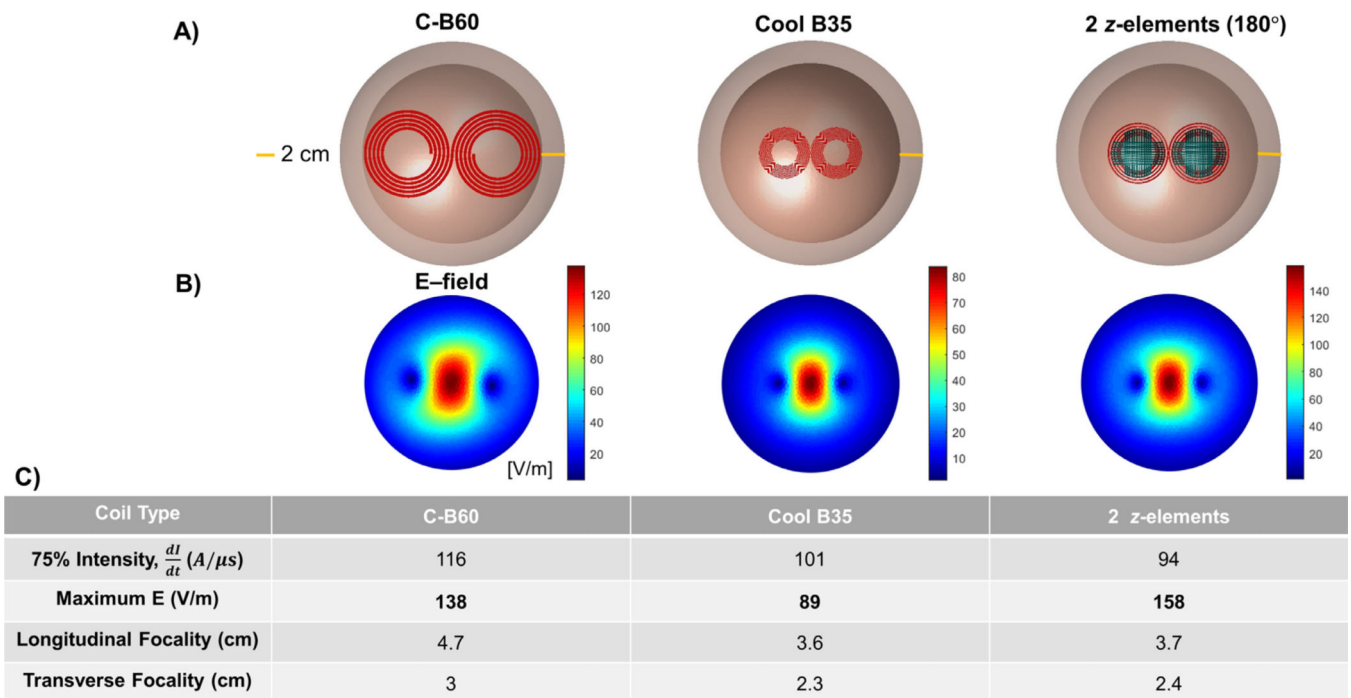 A)
C-B60
Cool B35
2 z-elements (180°)
2 cm
B)
E–field
120
100
80
60
40
20
[V/m]
80
70
60
50
40
30
20
10
140
120
100
80
60
40
20
C)
Coil Type C-B60 Cool B35 2 z-elements
75% Intensity, dI/dt (A/μs) 116 101 94
Maximum E (V/m) 138 89 158
Longitudinal Focality (cm) 4.7 3.6 3.7
Transverse Focality (cm) 3 2.3 2.4